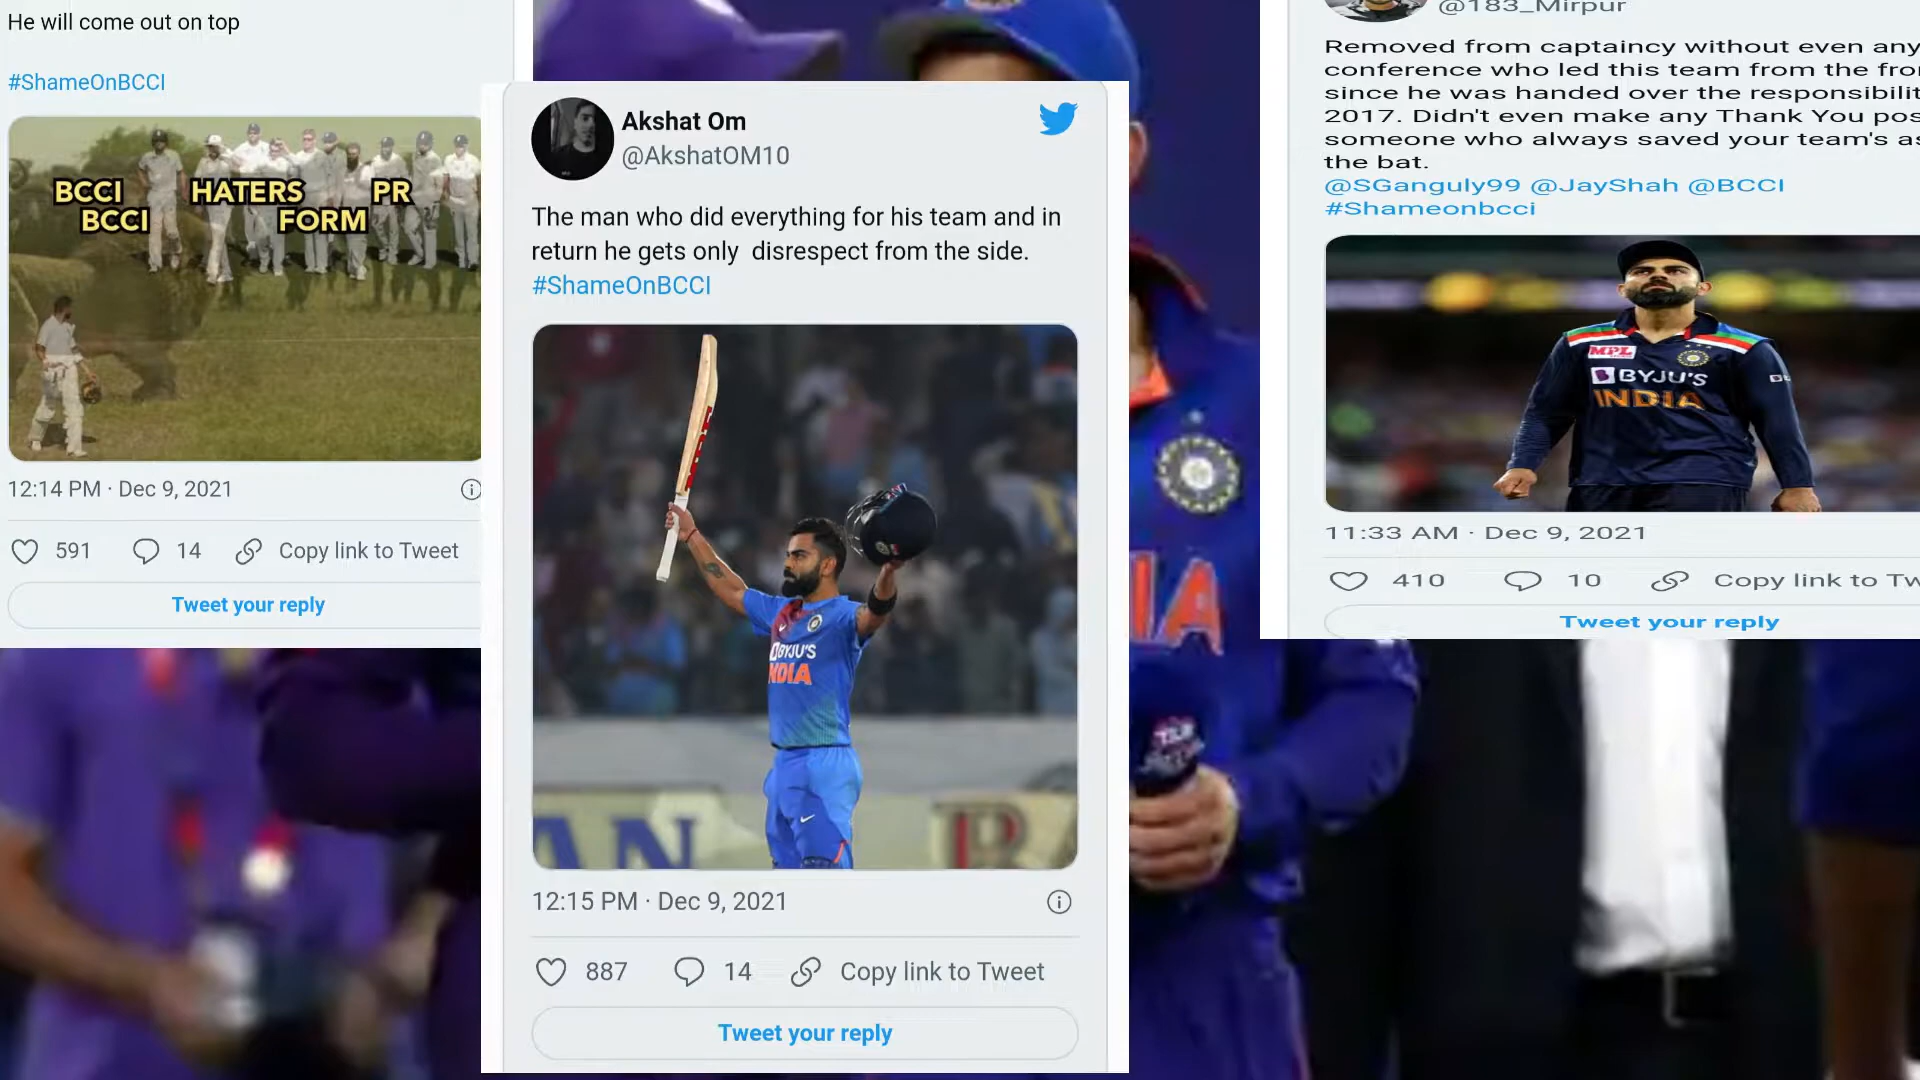 He will come out on top
#ShameOnBCCI
BCCI HATERS PR
BCCI FORM
12:14 PM · Dec 9, 2021
591 14 Copy link to Tweet
Tweet your reply
Akshat Om
@AkshatOM10
The man who did everything for his team and in
return he gets only disrespect from the side.
#ShameOnBCCI
BYJU'S
INDIA
AN
12:15 PM · Dec 9, 2021
887 14 Copy link to Tweet
Tweet your reply
@183_Mirpur
Removed from captaincy without even any
conference who led this team from the
since he was handed over the
2017. Didn't even make any Thank You
someone who always saved your team's
the bat.
@SGanguly99 @JayShah @BCCI
#Shameonbcci
MPL
BYJU'S
INDIA
11:33 AM · Dec 9, 2021
410 10 Copy link to
Tweet your reply
IA